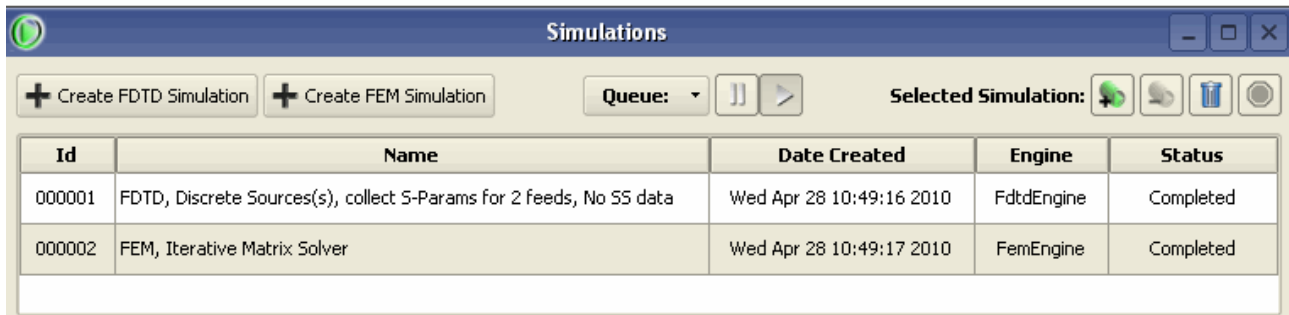 Simulations
Create FDTD Simulation Create FEM Simulation Queue: Selected Simulation:
Id Name Date Created Engine Status
000001 FDTD, Discrete Sources(s), collect S-Params for 2 feeds, No SS data Wed Apr 28 10:49:16 2010 FdtdEngine Completed
000002 FEM, Iterative Matrix Solver Wed Apr 28 10:49:17 2010 FemEngine Completed